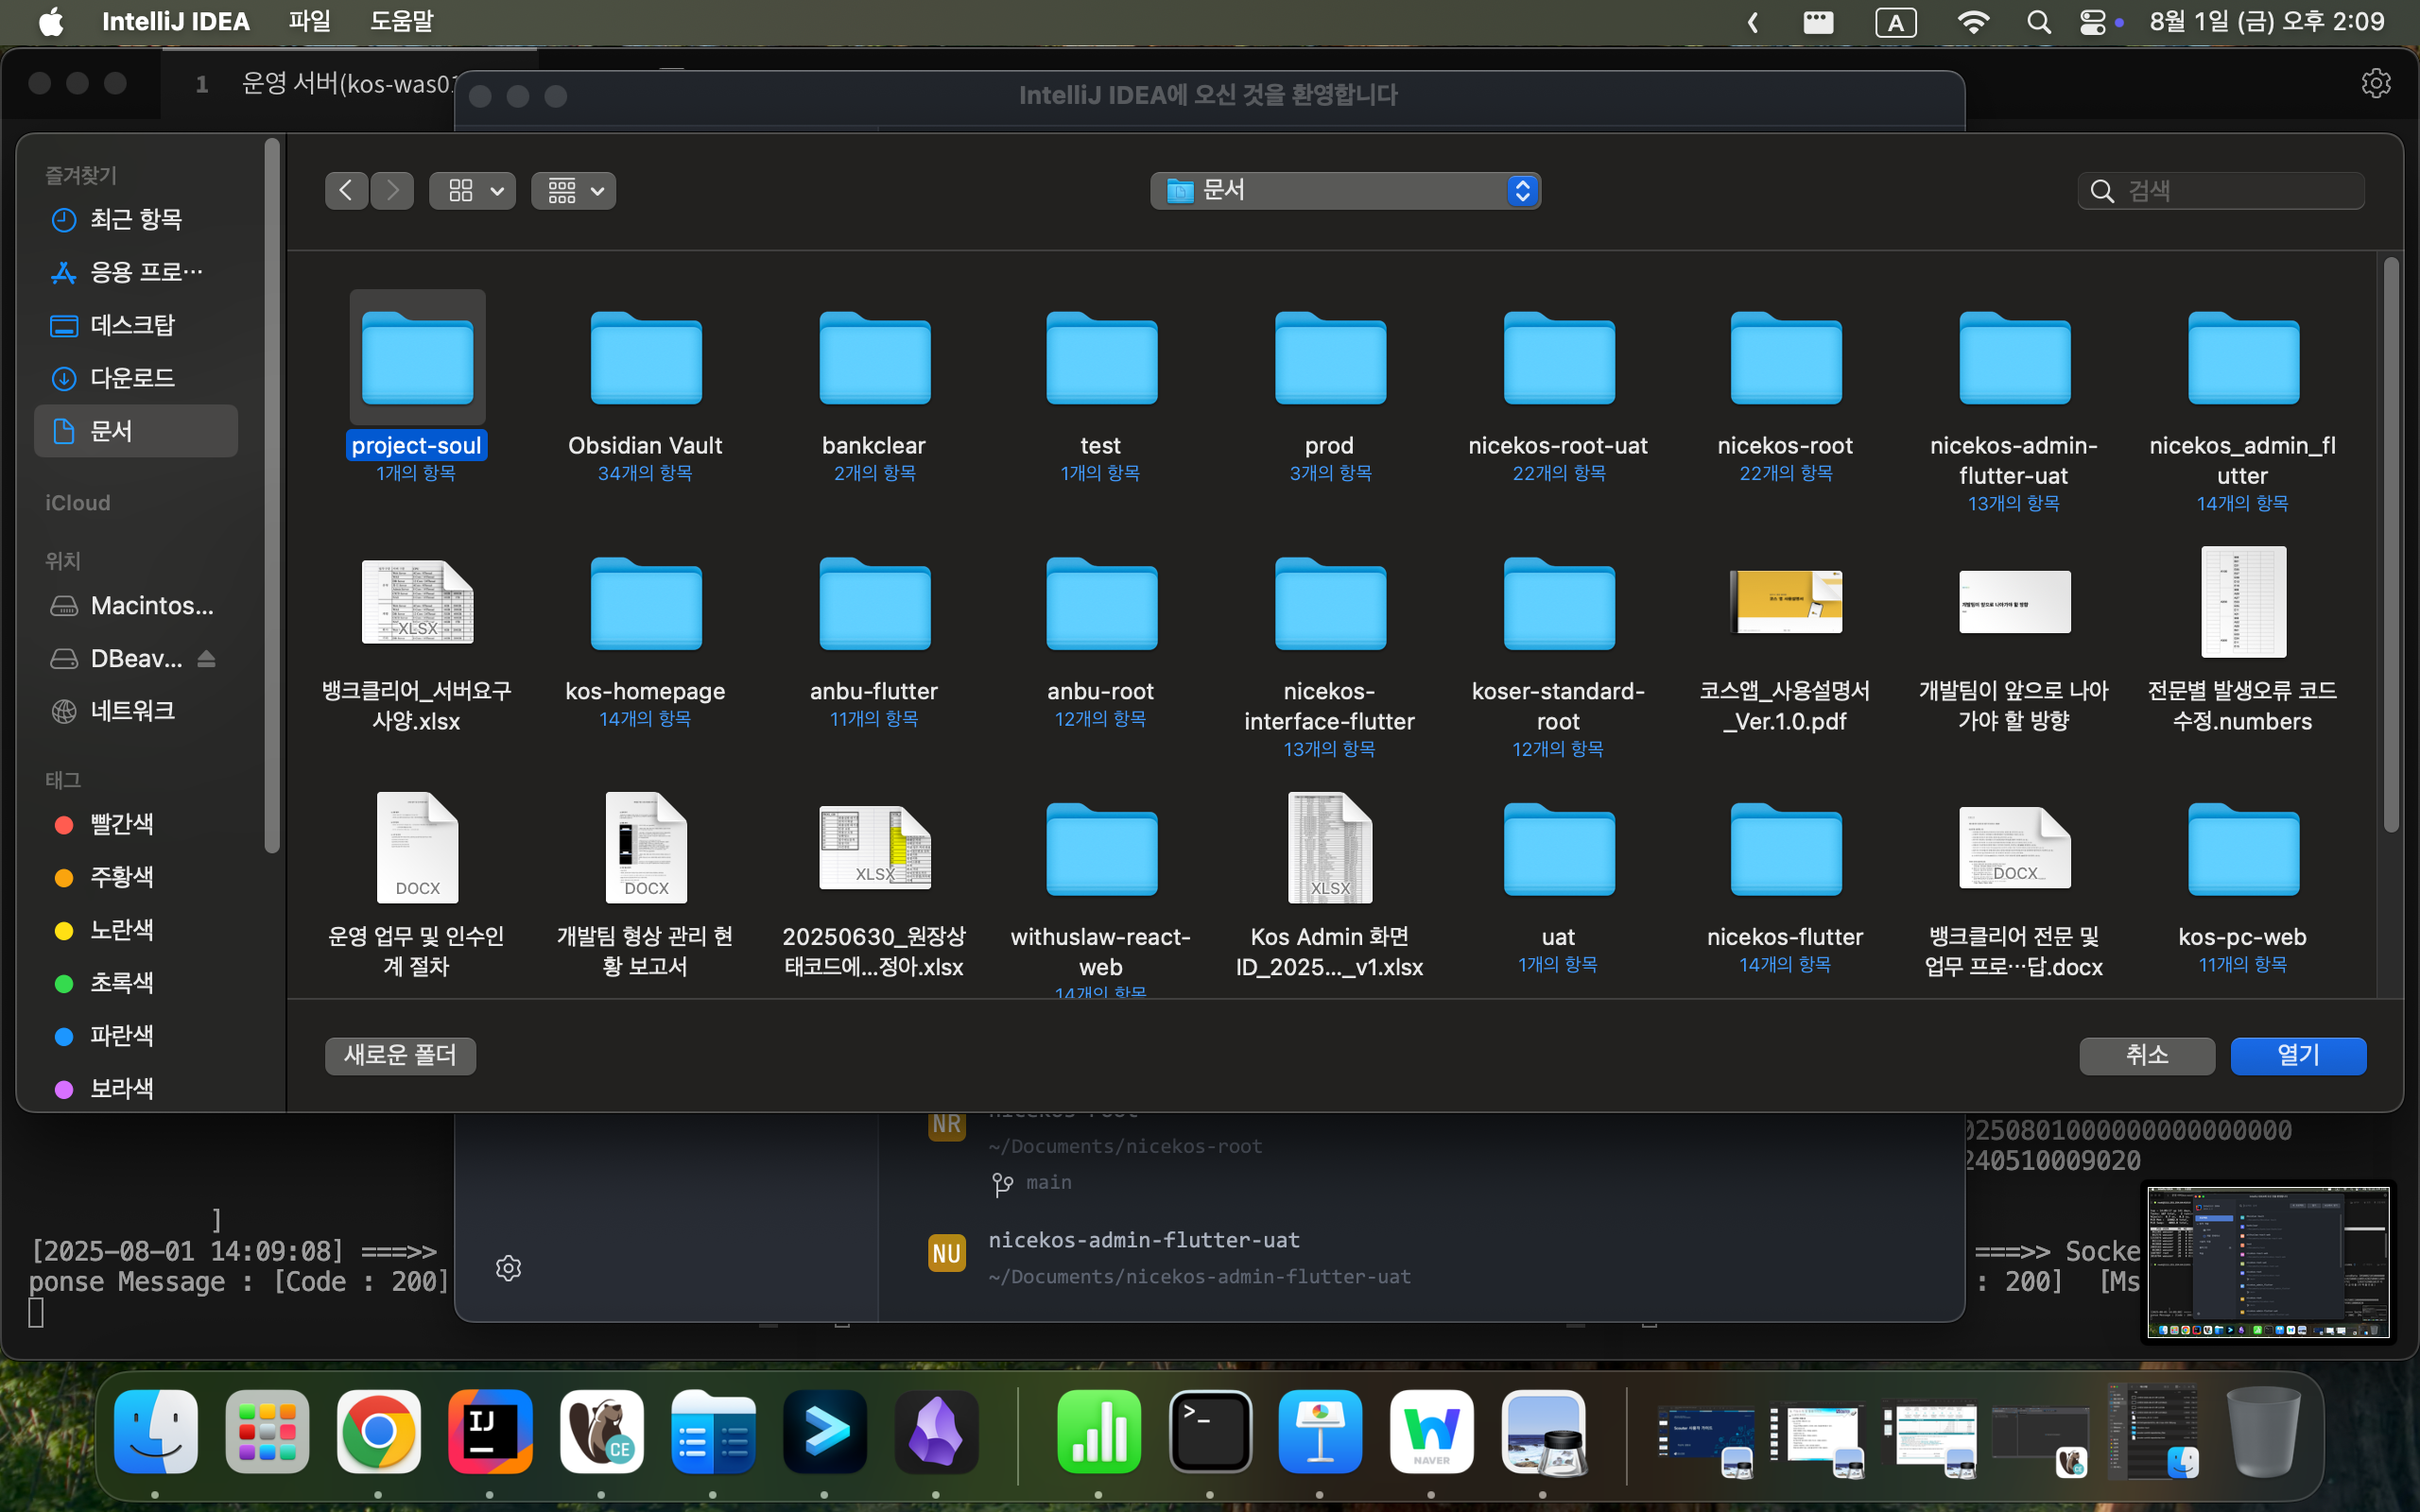 IntelliJ IDEA 파일 도움말
A 8월 1일 (금) 오후 2:09
1 운영 서버(kos-was01
IntelliJ IDEA에 오신 것을 환영합니다
즐겨찾기
최근 항목
응용 프로…
데스크탑
다운로드
문서
iCloud
위치
Macintos...
DBeav...
네트워크
태그
빨간색
주황색
노란색
초록색
파란색
보라색
문서
검색
project-soul
1개의 항목
Obsidian Vault
34개의 항목
bankclear
2개의 항목
test
1개의 항목
prod
3개의 항목
nicekos-root-uat
22개의 항목
nicekos-root
22개의 항목
nicekos-admin-
flutter-uat
13개의 항목
nicekos_admin_fl
utter
14개의 항목
XLSX
뱅크클리어_서버요구
사양.xlsx
kos-homepage
14개의 항목
anbu-flutter
11개의 항목
anbu-root
12개의 항목
nicekos-
interface-flutter
13개의 항목
koser-standard-
root
12개의 항목
코스앱_사용설명서
_Ver.1.0.pdf
개발팀이 앞으로 나아가야 할 방향
개발팀이 앞으로 나아
가야 할 방향
전문별 발생오류 코드
수정.numbers
DOCX
운영 업무 및 인수인
계 절차
DOCX
개발팀 형상 관리 현
황 보고서
XLSX
20250630_원장상
태코드에...정아.xlsx
withuslaw-react-
web
14개의 항목
XLSX
Kos Admin 화면
ID_2025..._v1.xlsx
uat
1개의 항목
nicekos-flutter
14개의 항목
DOCX
뱅크클리어 전문 및
업무 프로…답.docx
kos-pc-web
11개의 항목
새로운 폴더
취소
열기
NR nicekos-root
~/Documents/nicekos-root
main
NU nicekos-admin-flutter-uat
~/Documents/nicekos-admin-flutter-uat
]
[2025-08-01 14:09:08] ===>>
ponse Message : [Code : 200]
0250801000000000000000
240510009020
===>> Socke
: 200] [Ms
IJ
CE
>_
NAVER